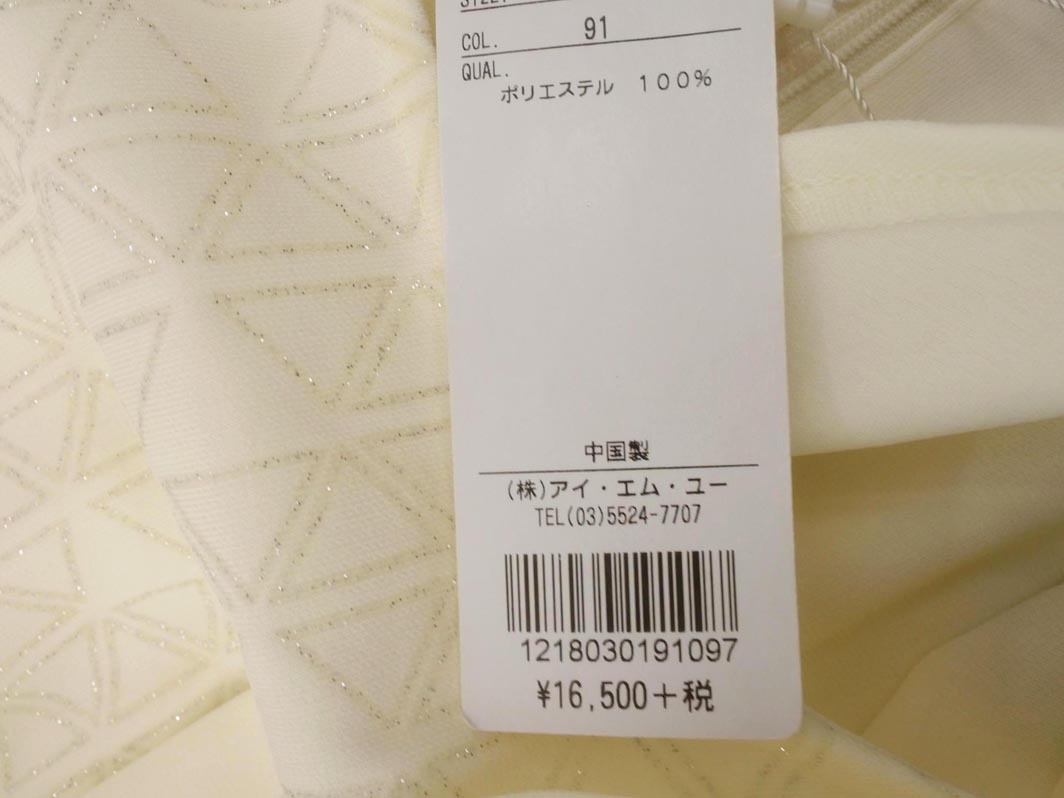 SIZE.
COL. 91
QUAL.
ポリエステル 100%
中国製
(株)アイ・エム・ユー
TEL(03)5524-7707
1218030191097
¥16,500+税